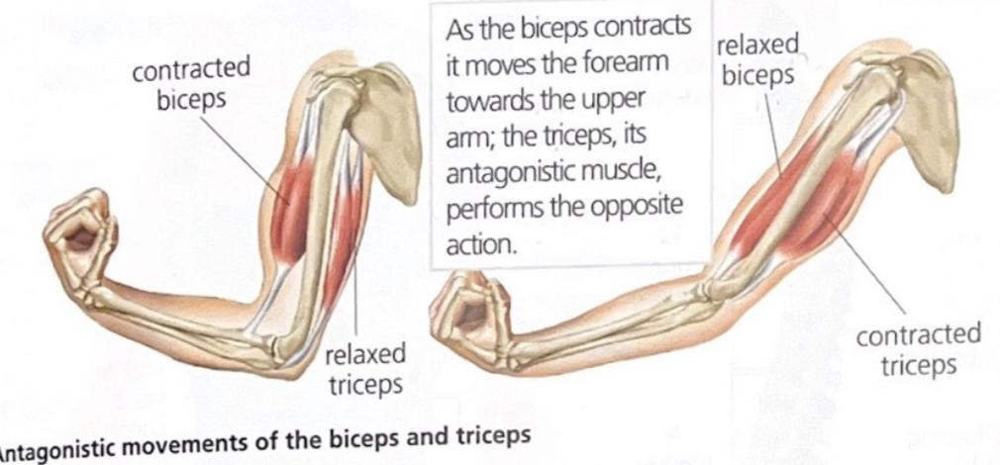 contracted
biceps
As the biceps contracts
it moves the forearm
towards the upper
arm; the triceps, its
antagonistic muscle,
performs the opposite
action.
relaxed
biceps
relaxed
triceps
contracted
triceps
Antagonistic movements of the biceps and triceps